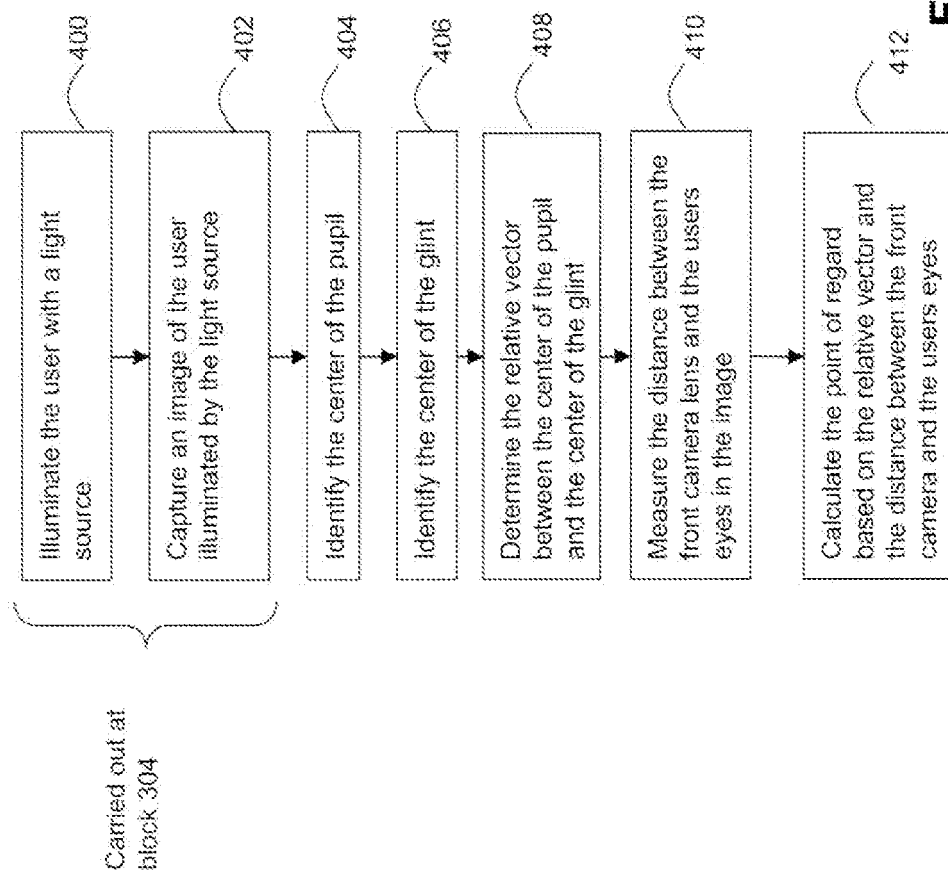 Carried out at
block 304
Illuminate the user with a light
source
400
Capture an image of the user
illuminated by the light source
402
Identify the center of the pupil
404
Identify the center of the glint
406
Determine the relative vector
between the center of the pupil
and the center of the glint
408
Measure the distance between the
front camera lens and the users
eyes in the image
410
Calculate the point of regard
based on the relative vector and
the distance between the front
camera and the users eyes
412